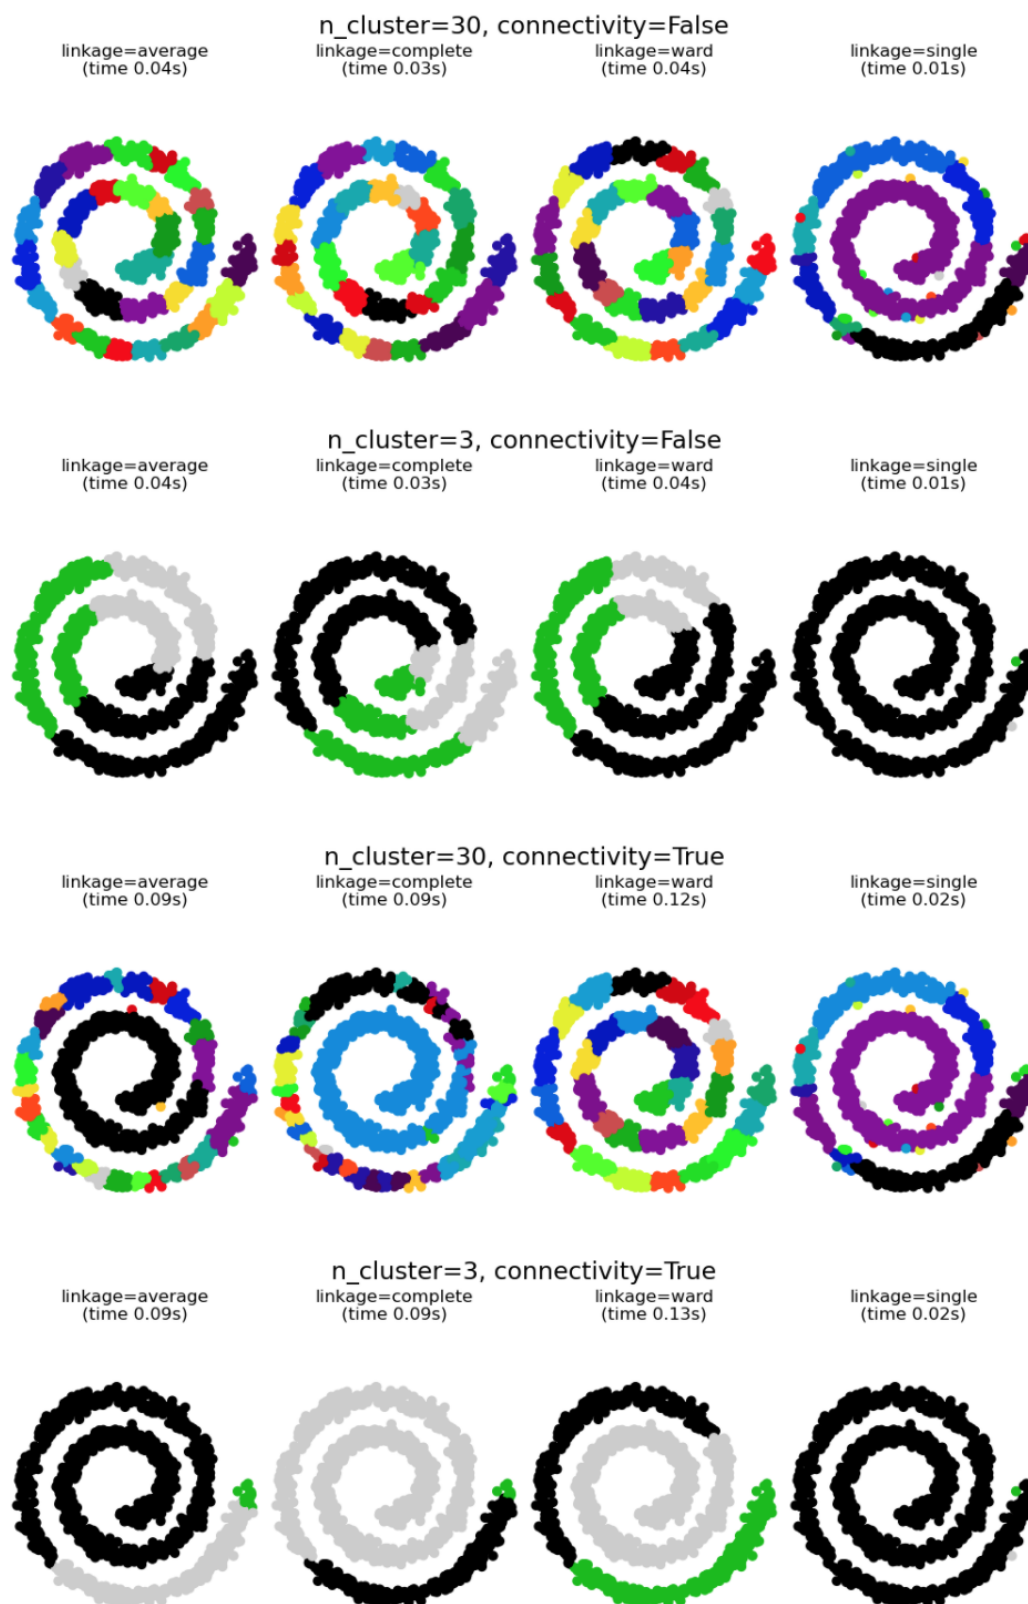 n_cluster=30, connectivity=False
linkage=average
(time 0.04s)
linkage=complete
(time 0.03s)
linkage=ward
(time 0.04s)
linkage=single
(time 0.01s)
n_cluster=3, connectivity=False
linkage=average
(time 0.04s)
linkage=complete
(time 0.03s)
linkage=ward
(time 0.04s)
linkage=single
(time 0.01s)
n_cluster=30, connectivity=True
linkage=average
(time 0.09s)
linkage=complete
(time 0.09s)
linkage=ward
(time 0.12s)
linkage=single
(time 0.02s)
n_cluster=3, connectivity=True
linkage=average
(time 0.09s)
linkage=complete
(time 0.09s)
linkage=ward
(time 0.13s)
linkage=single
(time 0.02s)